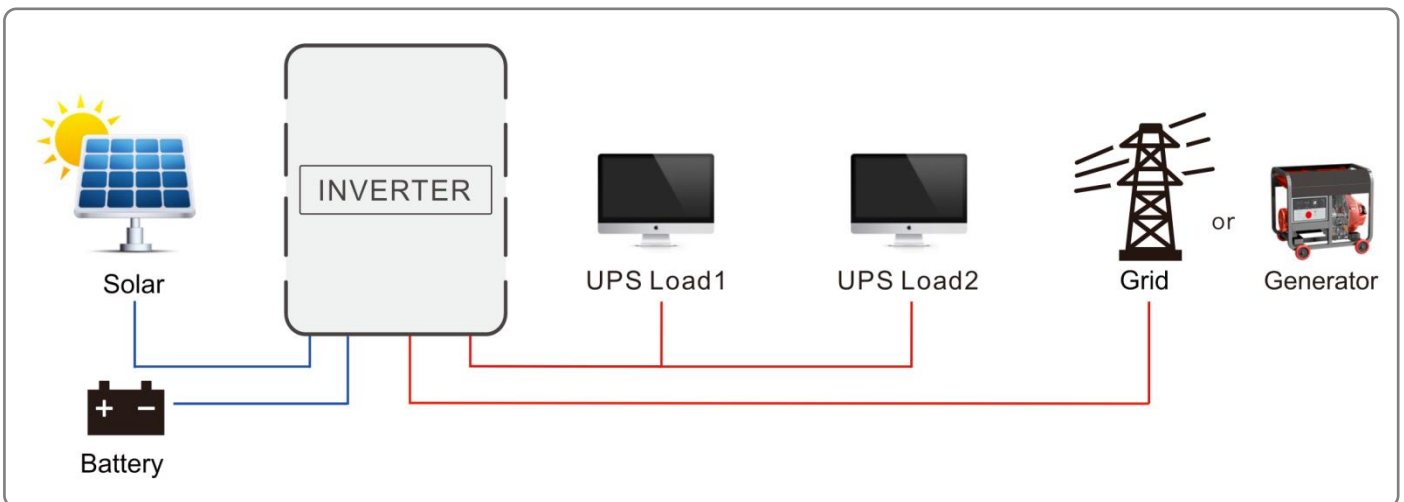 INVERTER
Solar
UPS Load1
UPS Load2
Grid
or
Generator
+ −
Battery